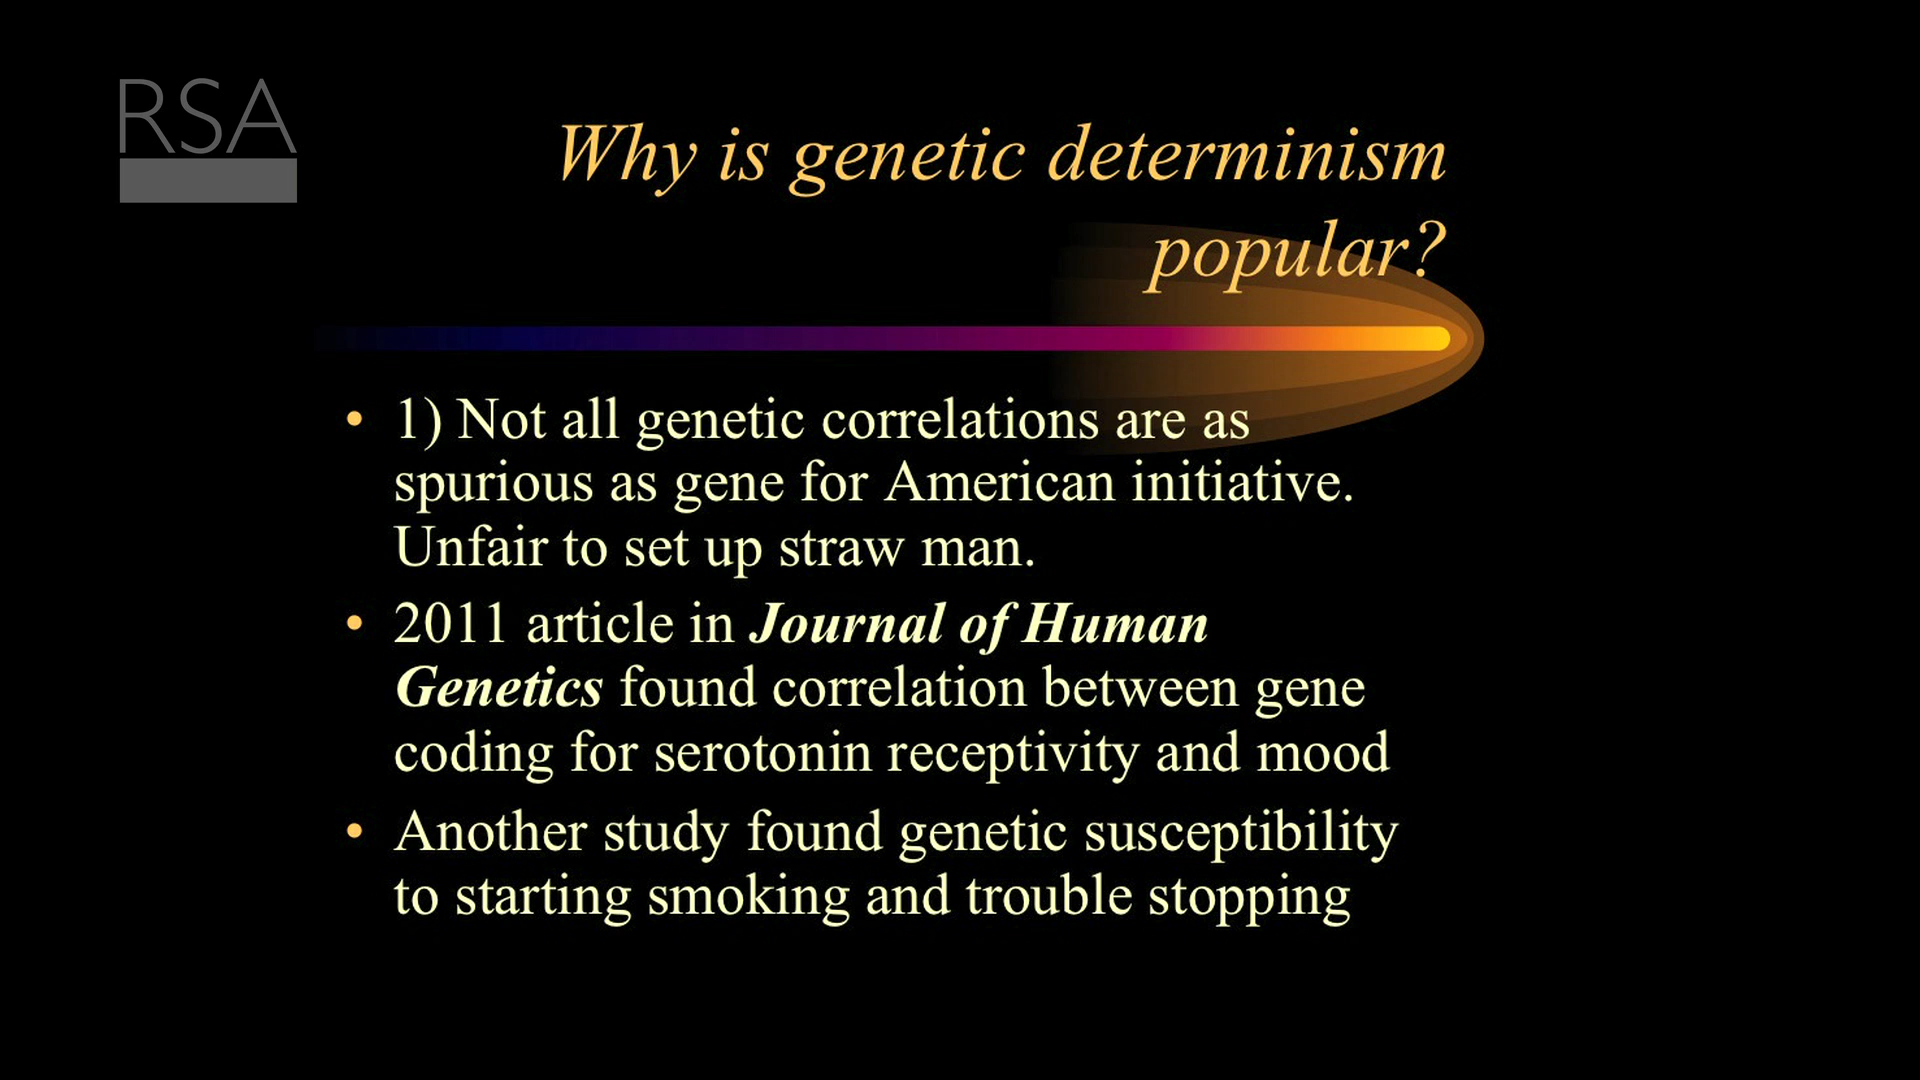 RSA
Why is genetic determinism
popular?
• 1) Not all genetic correlations are as
spurious as gene for American initiative.
Unfair to set up straw man.
• 2011 article in Journal of Human
Genetics found correlation between gene
coding for serotonin receptivity and mood
• Another study found genetic susceptibility
to starting smoking and trouble stopping